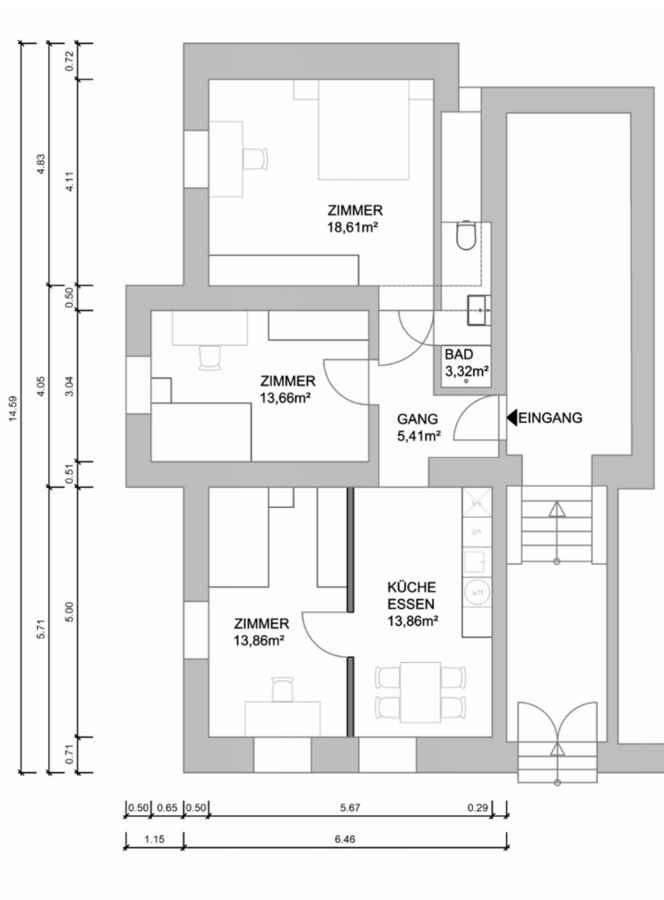 0.72
4.83
4.11
ZIMMER
18,61m²
0.50
14.59
4.05
3.04
ZIMMER
13,66m²
BAD
3,32m²
GANG
5,41m²
EINGANG
0.51
5.71
5.00
KÜCHE
ESSEN
13,86m²
ZIMMER
13,86m²
WM
0.71
0.50 0.65 0.50 5.67 0.29
1.15 6.46